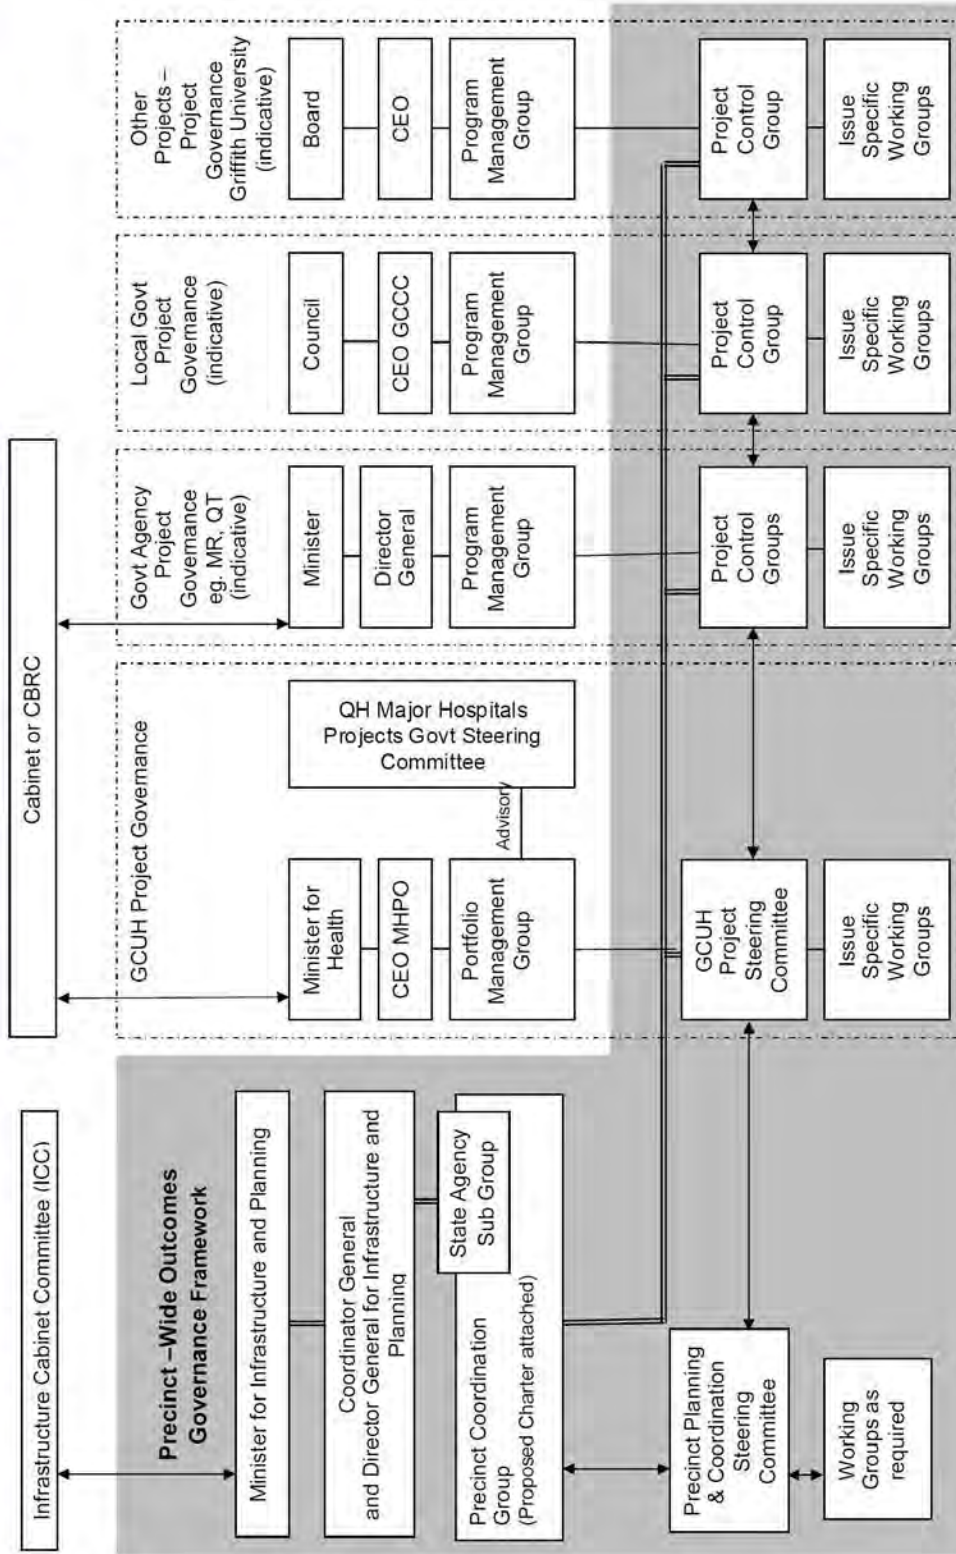 Infrastructure Cabinet Committee (ICC)
Cabinet or CBRC
Precinct –Wide Outcomes
Governance Framework
Minister for Infrastructure and Planning
Coordinator General
and Director General for Infrastructure and
Planning
State Agency
Sub Group
Precinct Coordination
Group
(Proposed Charter attached)
Precinct Planning
& Coordination
Steering
Committee
Working
Groups as
required
GCUH Project Governance
Minister for
Health
CEO MHPO
Portfolio
Management
Group
QH Major Hospitals
Projects Govt Steering
Committee
Advisory
GCUH
Project
Steering
Committee
Issue
Specific
Working
Groups
Govt Agency
Project
Governance
eg. MR, QT
(indicative)
Minister
Director
General
Program
Management
Group
Project
Control
Groups
Issue
Specific
Working
Groups
Local Govt
Project
Governance
(indicative)
Council
CEO GCCC
Program
Management
Group
Project
Control
Group
Issue
Specific
Working
Groups
Other
Projects –
Project
Governance
Griffith University
(indicative)
Board
CEO
Program
Management
Group
Project
Control
Group
Issue
Specific
Working
Groups